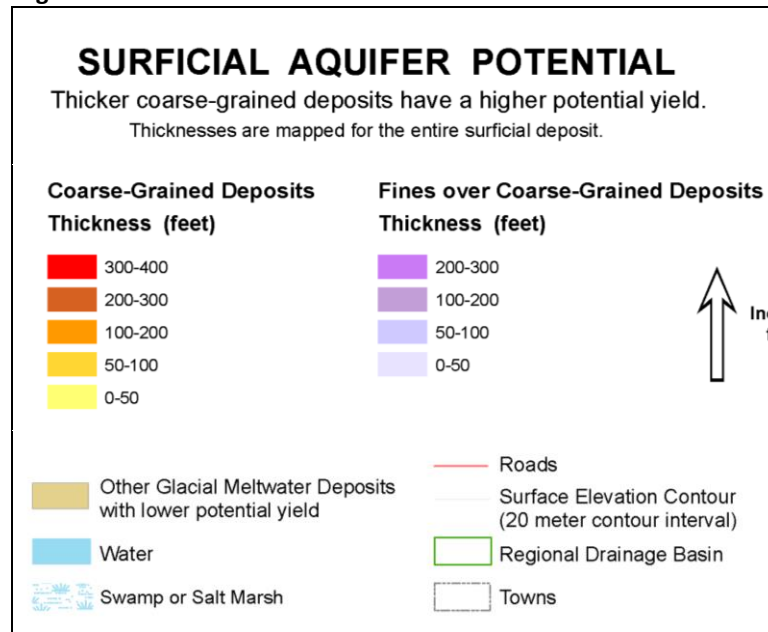 SURFICIAL AQUIFER POTENTIAL
Thicker coarse-grained deposits have a higher potential yield.
Thicknesses are mapped for the entire surficial deposit.
Coarse-Grained Deposits
Thickness (feet)
300-400
200-300
100-200
50-100
0-50
Fines over Coarse-Grained Deposits
Thickness (feet)
200-300
100-200
50-100
0-50
Other Glacial Meltwater Deposits
with lower potential yield
Water
Swamp or Salt Marsh
Roads
Surface Elevation Contour
(20 meter contour interval)
Regional Drainage Basin
Towns